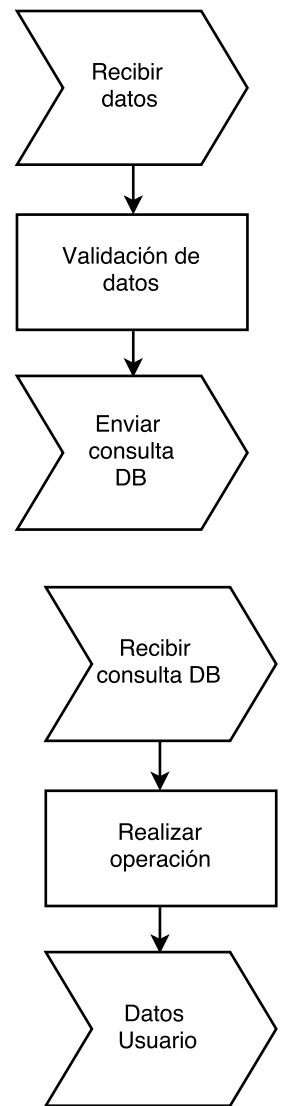 Recibir
datos
Validación de
datos
Enviar
consulta
DB
Recibir
consulta DB
Realizar
operación
Datos
Usuario